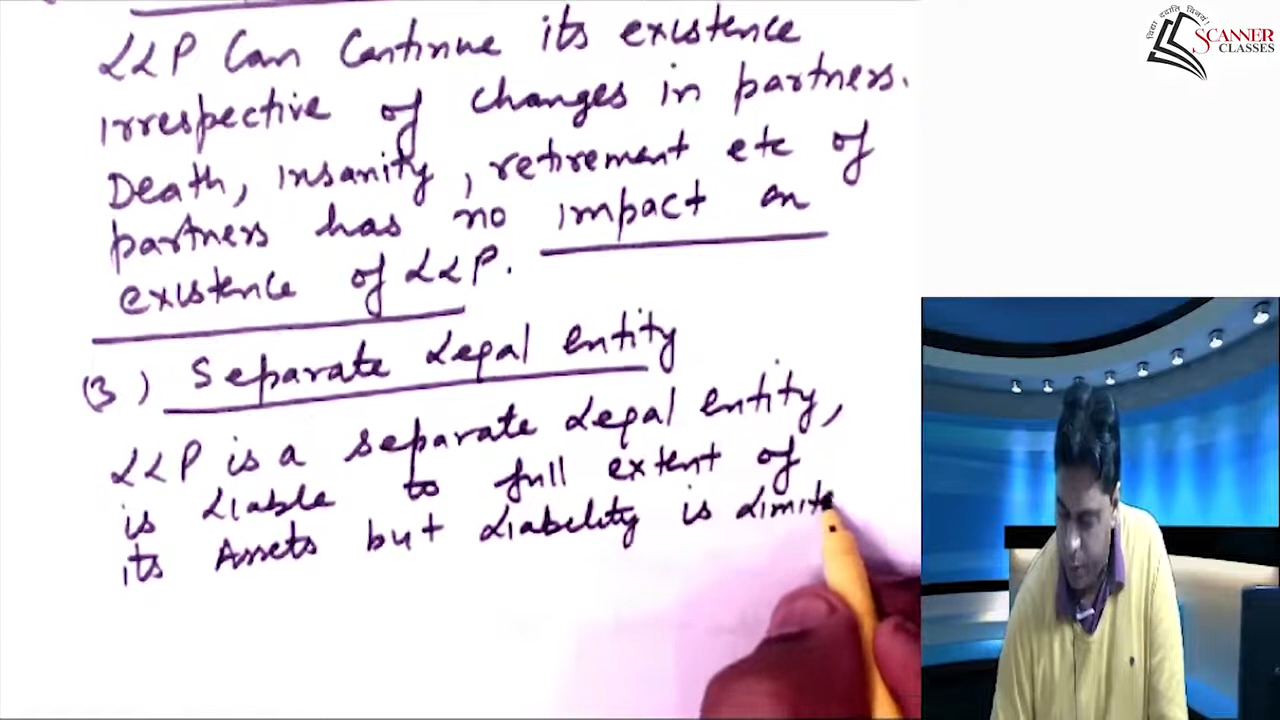 LLP Can Continue its existence
irrespective of changes in partners.
Death, insanity, retirement etc of
partners has no impact on
existence of LLP.
(3) Separate Legal entity
LLP is a separate Legal entity,
is Liable to full extent of
its Assets but Liability is Limite
विद्या ददाति विनयं।
SCANNER
CLASSES